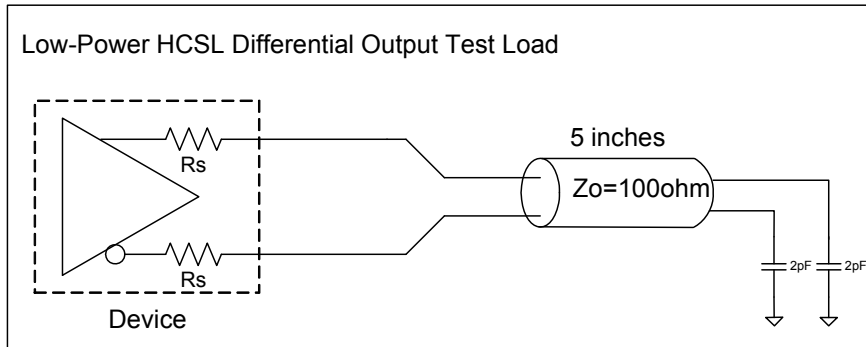 Low-Power HCSL Differential Output Test Load
Rs
5 inches
Zo=100ohm
2pF
2pF
Rs
Device